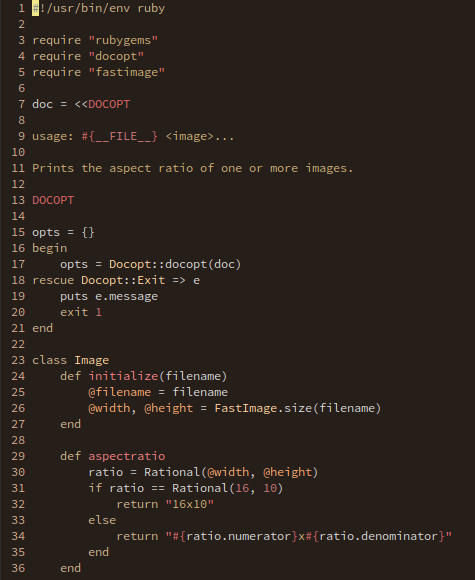 1 #!/usr/bin/env ruby
2
3 require "rubygems"
4 require "docopt"
5 require "fastimage"
6
7 doc = <<DOCOPT
8
9 usage: #{__FILE__} <image>...
10
11 Prints the aspect ratio of one or more images.
12
13 DOCOPT
14
15 opts = {}
16 begin
17     opts = Docopt::docopt(doc)
18 rescue Docopt::Exit => e
19     puts e.message
20     exit 1
21 end
22
23 class Image
24     def initialize(filename)
25         @filename = filename
26         @width, @height = FastImage.size(filename)
27     end
28
29     def aspectratio
30         ratio = Rational(@width, @height)
31         if ratio == Rational(16, 10)
32             return "16x10"
33         else
34             return "#{ratio.numerator}x#{ratio.denominator}"
35         end
36     end